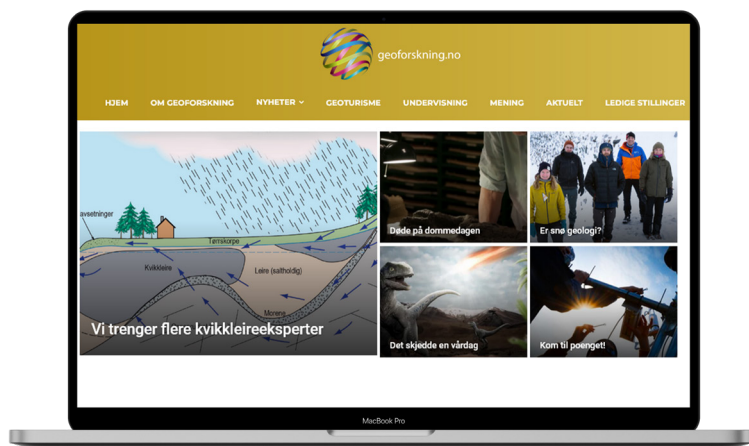 geoforskning.no
HJEM OM GEOFORSKNING NYHETER GEOTURISME UNDERVISNING MENING AKTUELT LEDIGE STILLINGER
avsetninger
Tørrskorpe
Kvikkleire
Leire (saltholdig)
Morene
Vi trenger flere kvikkleireeksperter
Døde på dommedagen
Er snø geologi?
Det skjedde en vårdag
Kom til poenget!
MacBook Pro